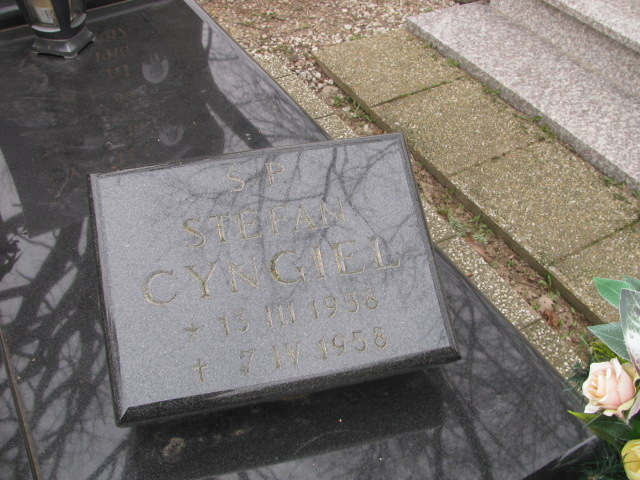 Ś P
STEFAN
CYNGIEL
* 13 III 1958
† 7 IV 1958